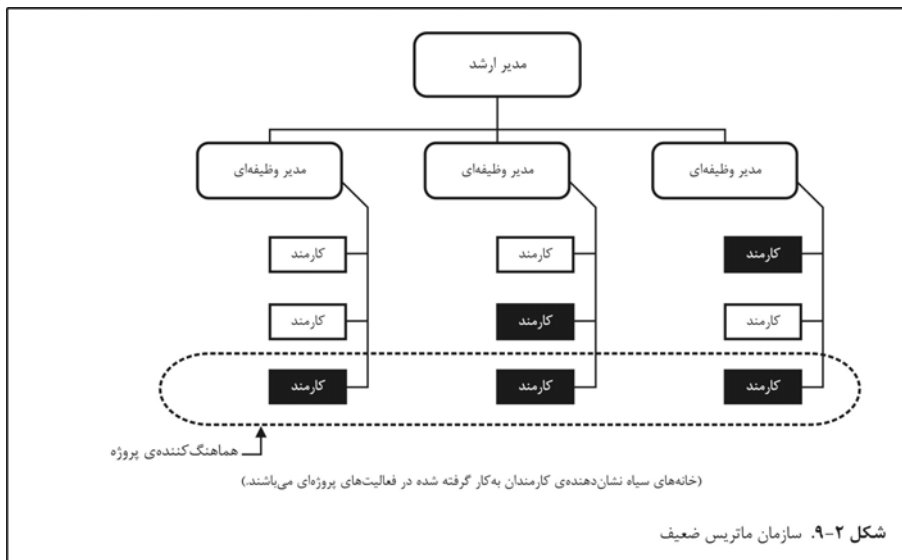 مدیر ارشد
مدیر وظیفه‌ای
مدیر وظیفه‌ای
مدیر وظیفه‌ای
کارمند
کارمند
کارمند
کارمند
کارمند
کارمند
کارمند
کارمند
کارمند
هماهنگ‌کننده‌ی پروژه
(خانه‌های سیاه نشان‌دهنده‌ی کارمندان به‌کار گرفته شده در فعالیت‌های پروژه‌ای می‌باشند.)
شکل ۲-۹. سازمان ماتریس ضعیف